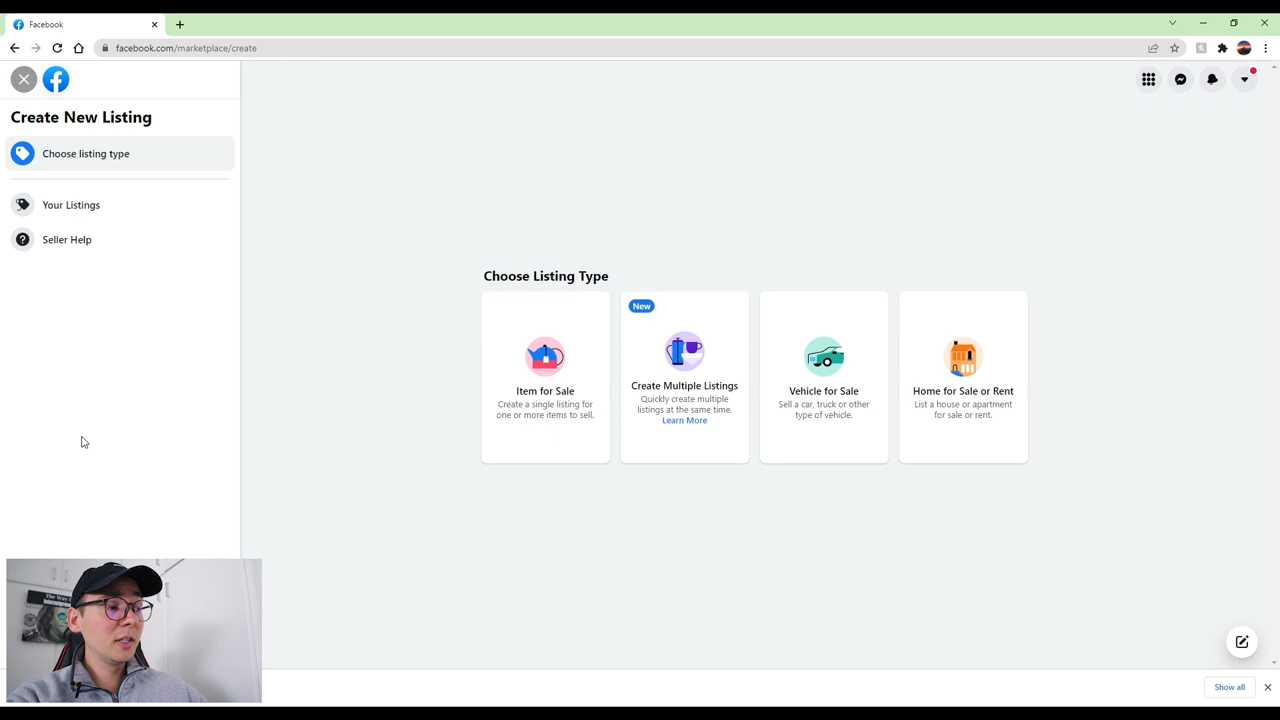 Facebook
facebook.com/marketplace/create
Create New Listing
Choose listing type
Your Listings
Seller Help
Choose Listing Type
Item for Sale
Create a single listing for
one or more items to sell.
New
Create Multiple Listings
Quickly create multiple
listings at the same time.
Learn More
Vehicle for Sale
Sell a car, truck or other
type of vehicle.
Home for Sale or Rent
List a house or apartment
for sale or rent.
The Way
Show all